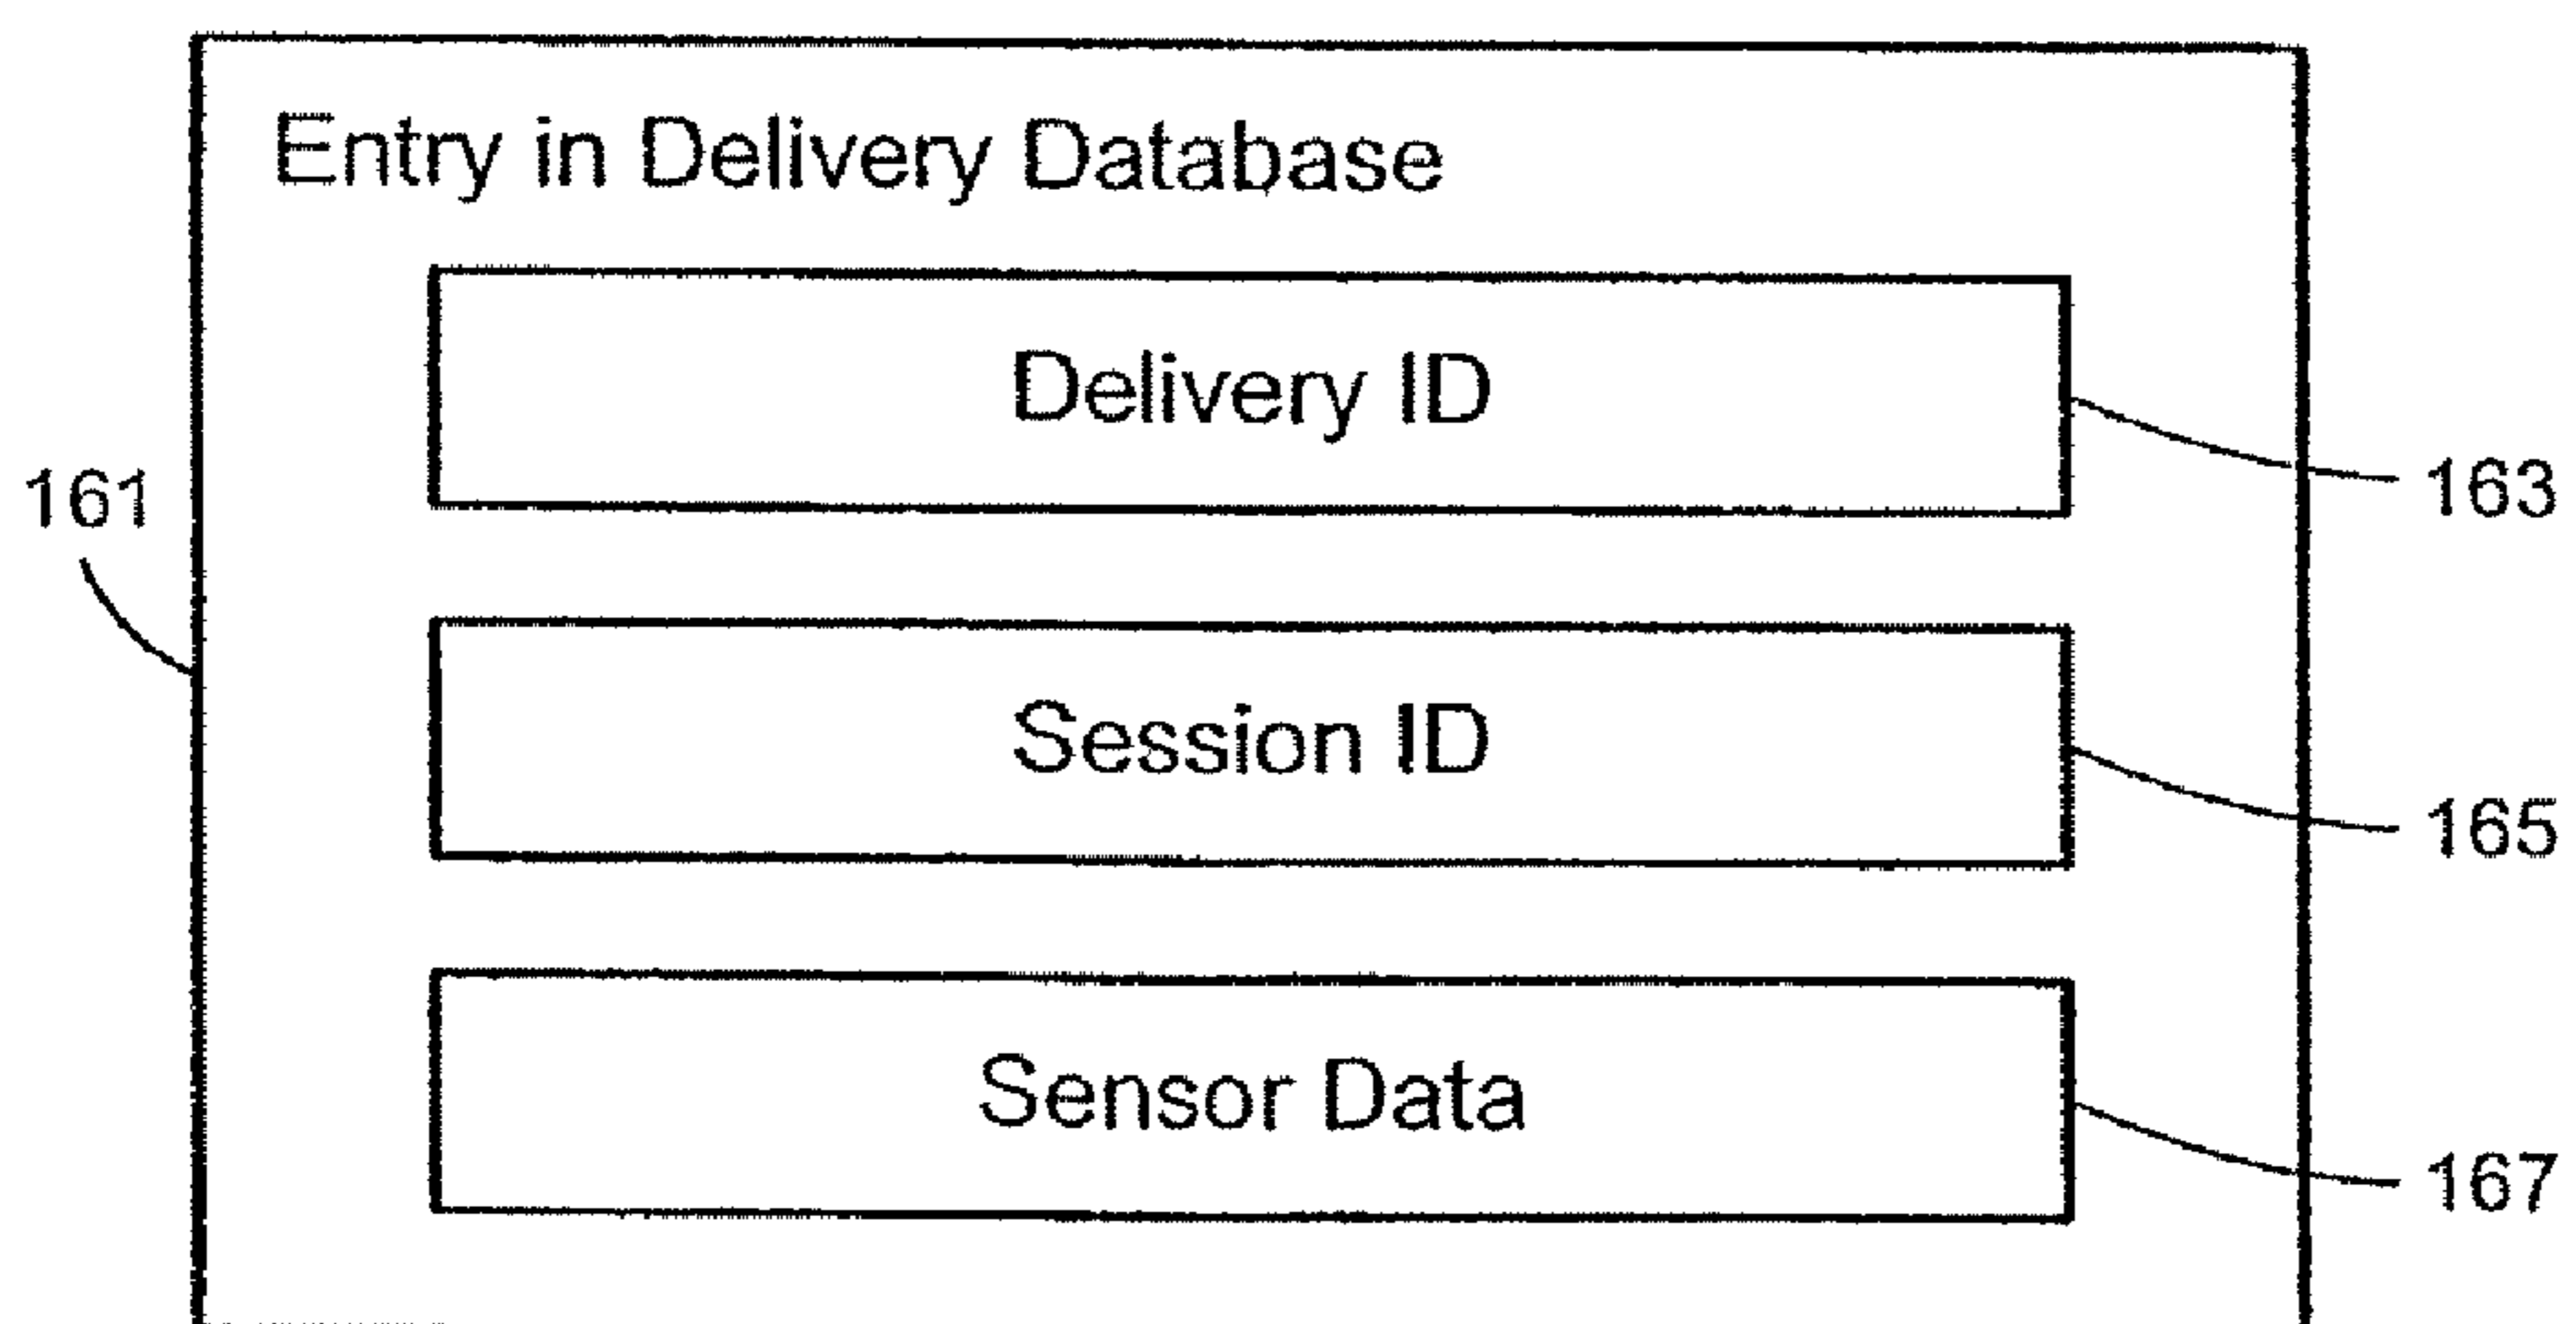 Entry in Delivery Database
Delivery ID
161
163
Session ID
165
Sensor Data
167